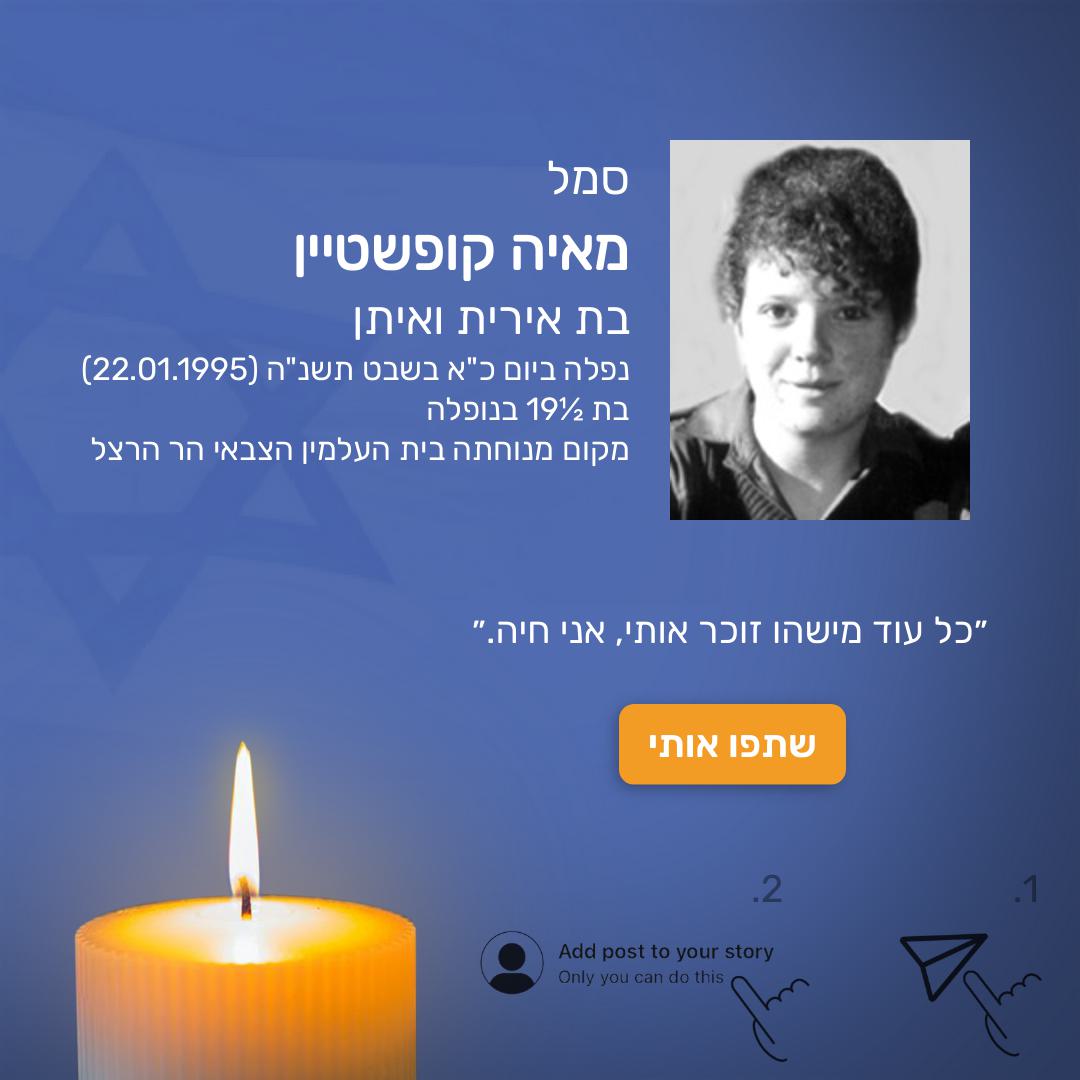 סמל
מאיה קופשטיין
בת אירית ואיתן
נפלה ביום כ"א בשבט תשנ"ה (22.01.1995)
בת 19½ בנופלה
מקום מנוחתה בית העלמין הצבאי הר הרצל
״כל עוד מישהו זוכר אותי, אני חיה.״
שתפו אותי
.1
.2
Add post to your story
Only you can do this